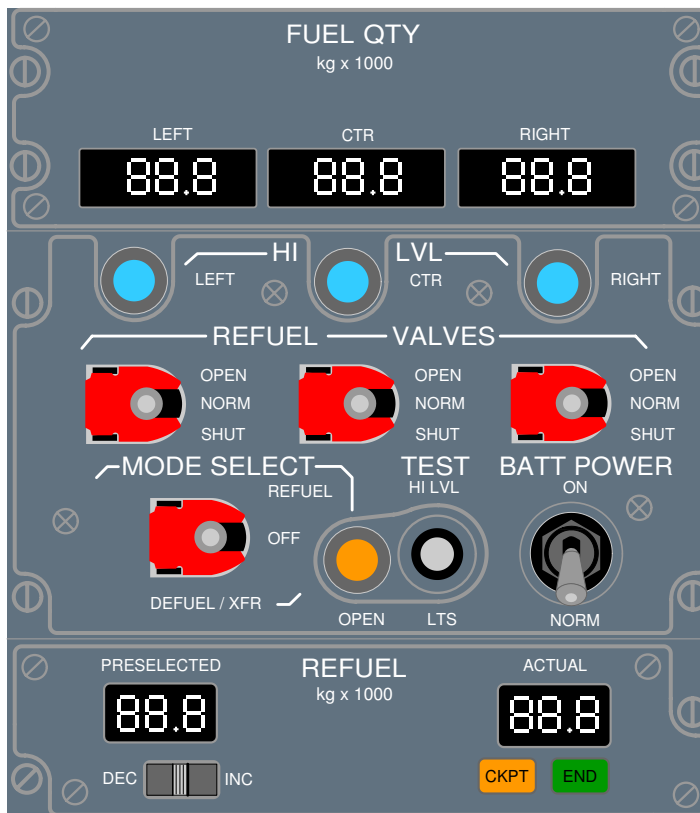 FUEL QTY
kg x 1000
LEFT CTR RIGHT
88.8 88.8 88.8
HI LVL
LEFT CTR RIGHT
REFUEL VALVES
OPEN OPEN OPEN
NORM NORM NORM
SHUT SHUT SHUT
MODE SELECT TEST BATT POWER
REFUEL HI LVL ON
OFF
DEFUEL / XFR
OPEN LTS NORM
PRESELECTED REFUEL ACTUAL
kg x 1000
88.8 88.8
DEC INC CKPT END